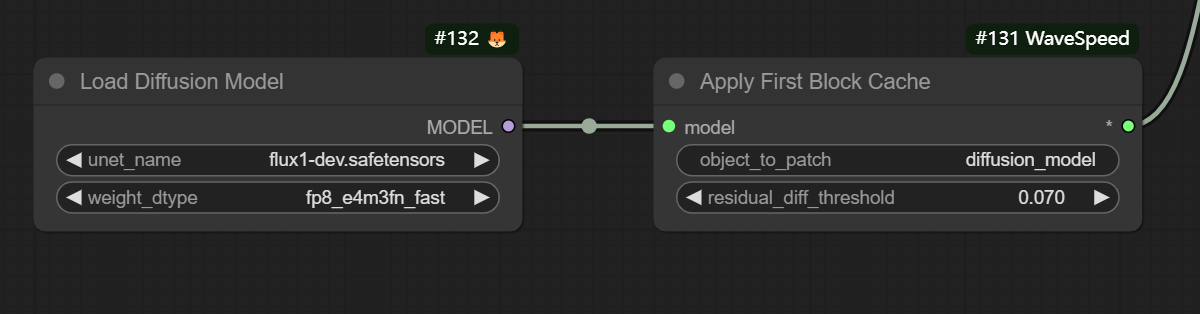 #132
#131 WaveSpeed
Load Diffusion Model
Apply First Block Cache
MODEL
model
*
unet_name flux1-dev.safetensors
object_to_patch diffusion_model
weight_dtype fp8_e4m3fn_fast
residual_diff_threshold 0.070